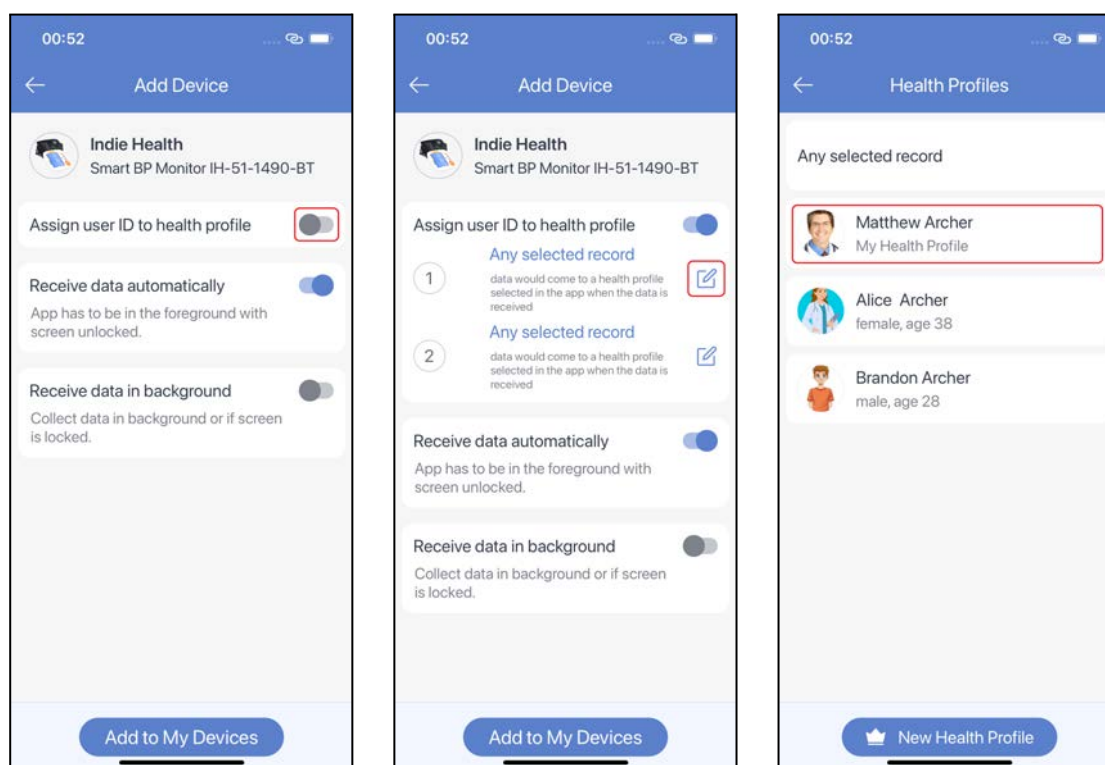 00:52
Add Device
Indie Health
Smart BP Monitor IH-51-1490-BT
Assign user ID to health profile
Receive data automatically
App has to be in the foreground with
screen unlocked.
Receive data in background
Collect data in background or if screen
is locked.
Add to My Devices
00:52
Add Device
Indie Health
Smart BP Monitor IH-51-1490-BT
Assign user ID to health profile
Any selected record
1
data would come to a health profile
selected in the app when the data is
received
Any selected record
2
data would come to a health profile
selected in the app when the data is
received
Receive data automatically
App has to be in the foreground with
screen unlocked.
Receive data in background
Collect data in background or if screen
is locked.
Add to My Devices
00:52
Health Profiles
Any selected record
Matthew Archer
My Health Profile
Alice Archer
female, age 38
Brandon Archer
male, age 28
New Health Profile